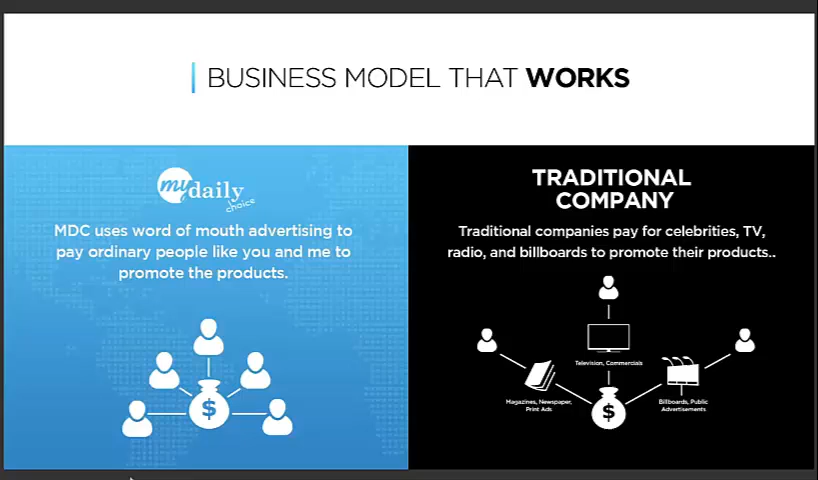 BUSINESS MODEL THAT WORKS
my daily
choice
MDC uses word of mouth advertising to
pay ordinary people like you and me to
promote the products.
$
TRADITIONAL
COMPANY
Traditional companies pay for celebrities, TV,
radio, and billboards to promote their products..
Television, Commercials
Magazines, Newspaper,
Print Ads
Billboards, Public
Advertisements
$